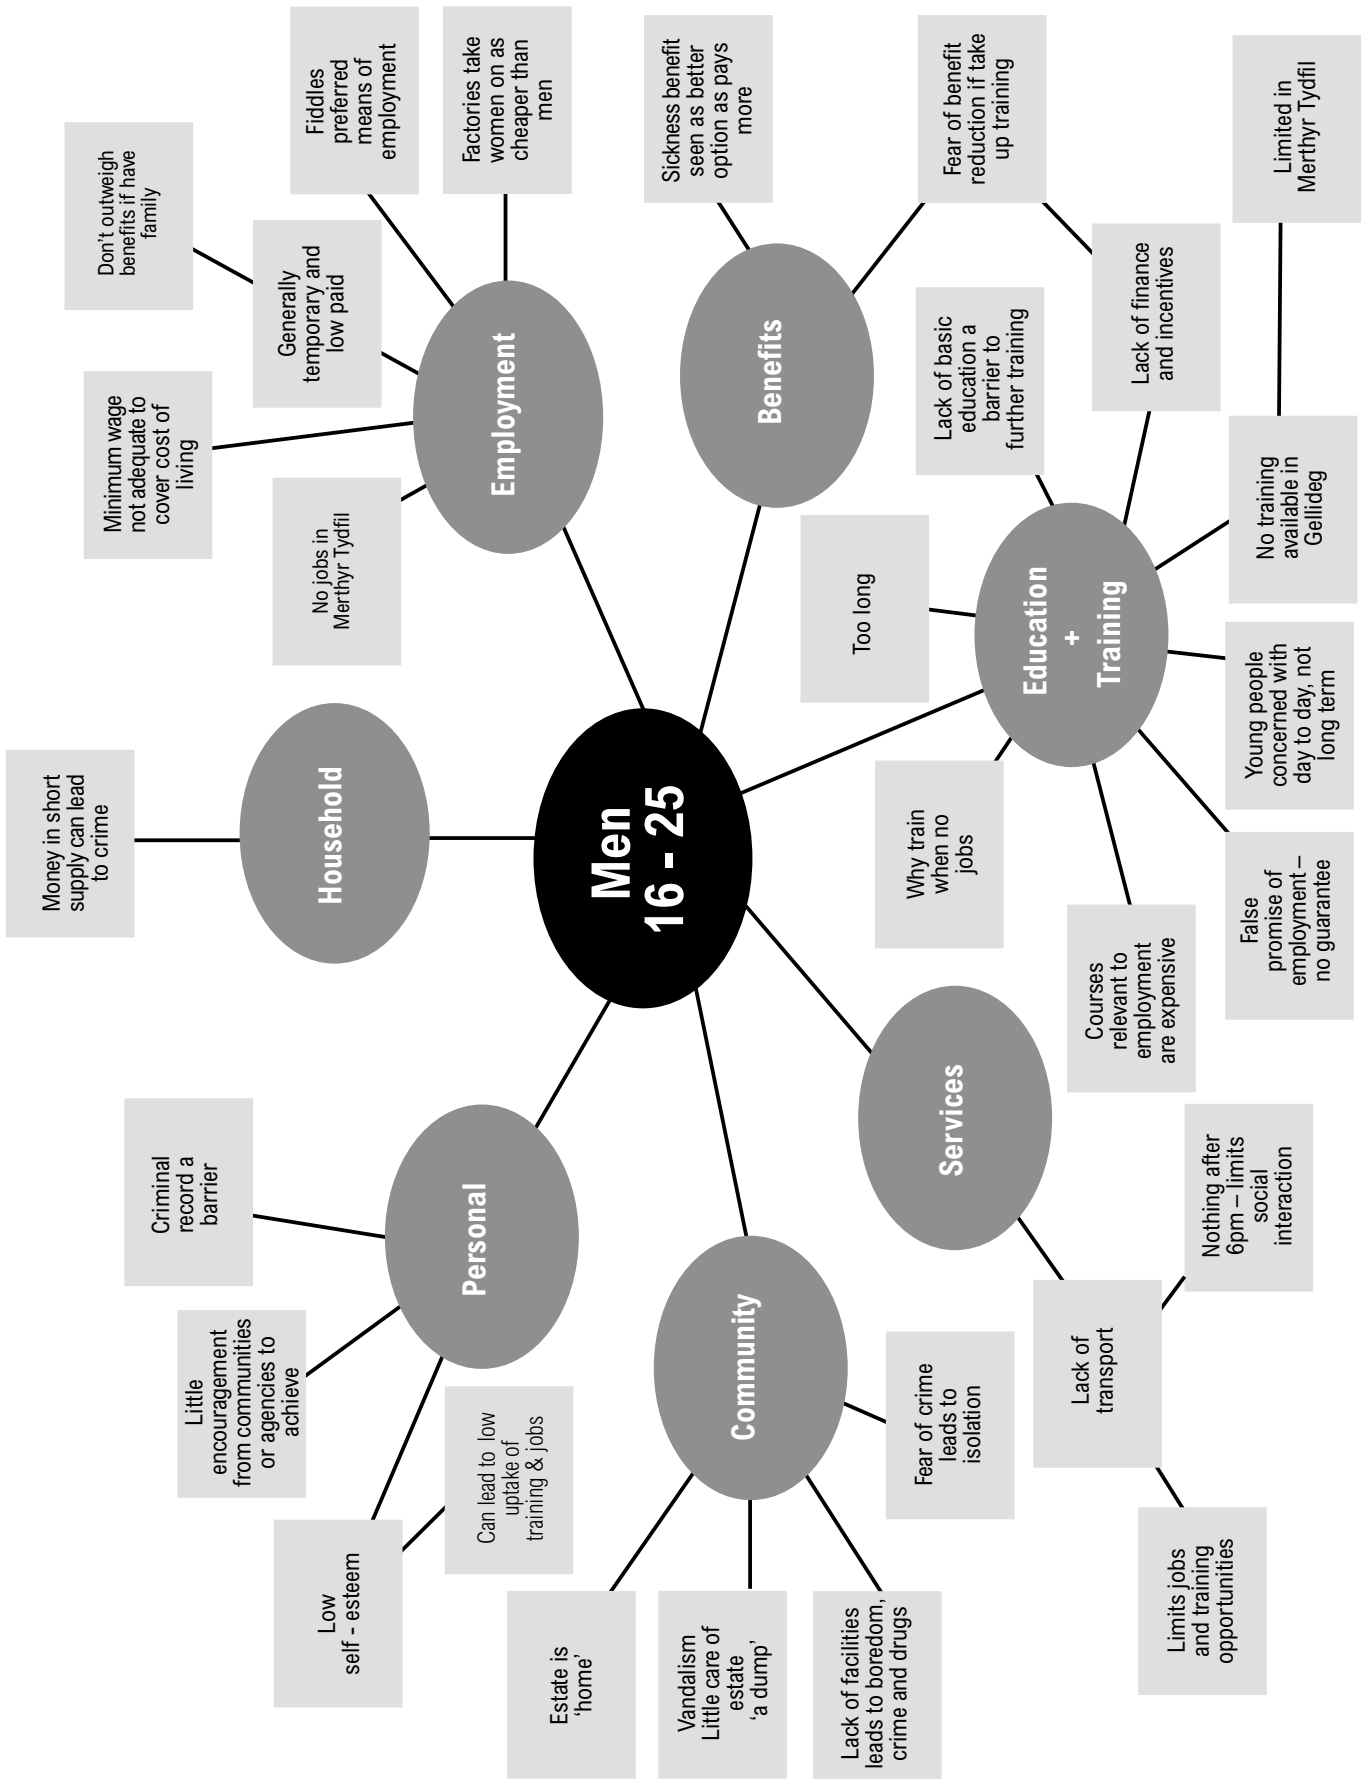 Money in short
supply can lead
to crime
Household
Criminal
record a
barrier
Little
encouragement
from communities
or agencies to
achieve
Low
self - esteem
Can lead to low
uptake of
training & jobs
Personal
Minimum wage
not adequate to
cover cost of
living
Don't outweigh
benefits if have
family
Generally
temporary and
low paid
No jobs in
Merthyr Tydfil
Fiddles
preferred
means of
employment
Factories take
women on as
cheaper than
men
Employment
Men
16 - 25
Estate is
‘home’
Vandalism
Little care of
estate
‘a dump’
Lack of facilities
leads to boredom,
crime and drugs
Fear of crime
leads to
isolation
Community
Sickness benefit
seen as better
option as pays
more
Benefits
Fear of benefit
reduction if take
up training
Services
Lack of
transport
Limits jobs
and training
opportunities
Nothing after
6pm – limits
social
interaction
Education
+
Training
Why train
when no
jobs
Too long
Lack of basic
education a
barrier to
further training
Lack of finance
and incentives
Courses
relevant to
employment
are expensive
False
promise of
employment –
no guarantee
Young people
concerned with
day to day, not
long term
No training
available in
Gellideg
Limited in
Merthyr Tydfil